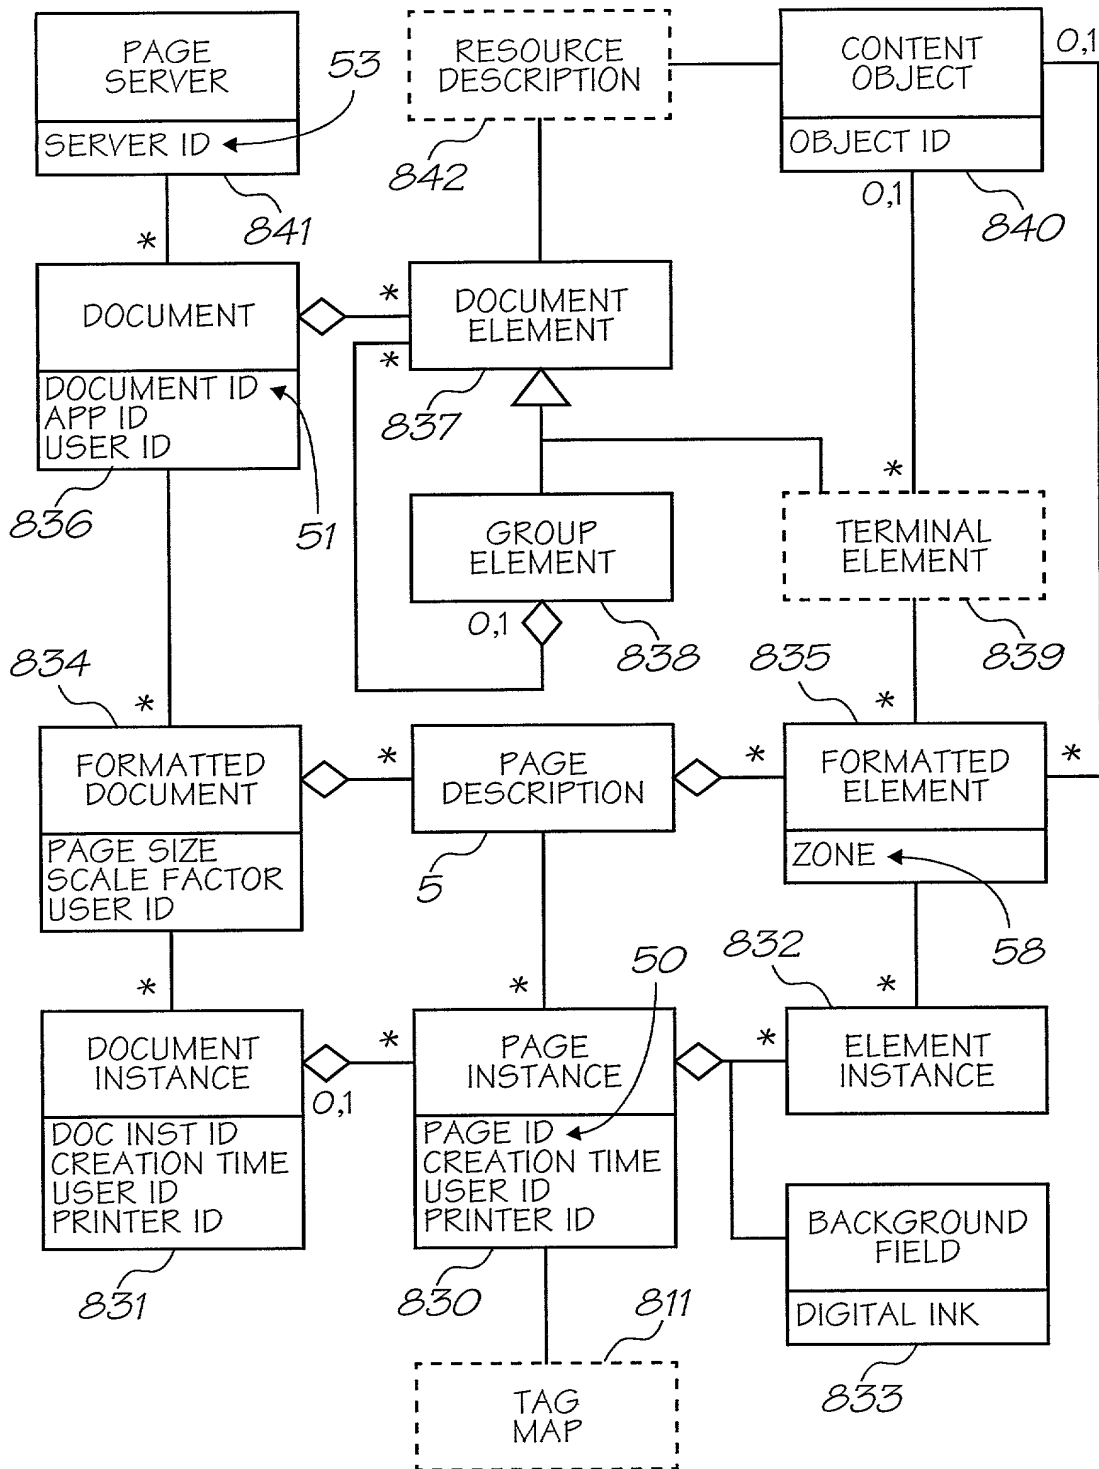 PAGE
SERVER
SERVER ID
53
841
*
RESOURCE
DESCRIPTION
842
CONTENT
OBJECT
OBJECT ID
0,1
0,1
840
DOCUMENT
DOCUMENT ID
APP ID
USER ID
836
51
*
*
DOCUMENT
ELEMENT
837
GROUP
ELEMENT
0,1
838
*
TERMINAL
ELEMENT
839
834
*
FORMATTED
DOCUMENT
PAGE SIZE
SCALE FACTOR
USER ID
*
PAGE
DESCRIPTION
5
*
835
*
FORMATTED
ELEMENT
ZONE
58
*
*
DOCUMENT
INSTANCE
DOC INST ID
CREATION TIME
USER ID
PRINTER ID
831
0,1
*
*
50
PAGE
INSTANCE
PAGE ID
CREATION TIME
USER ID
PRINTER ID
830
*
832
*
ELEMENT
INSTANCE
BACKGROUND
FIELD
DIGITAL INK
833
811
TAG
MAP